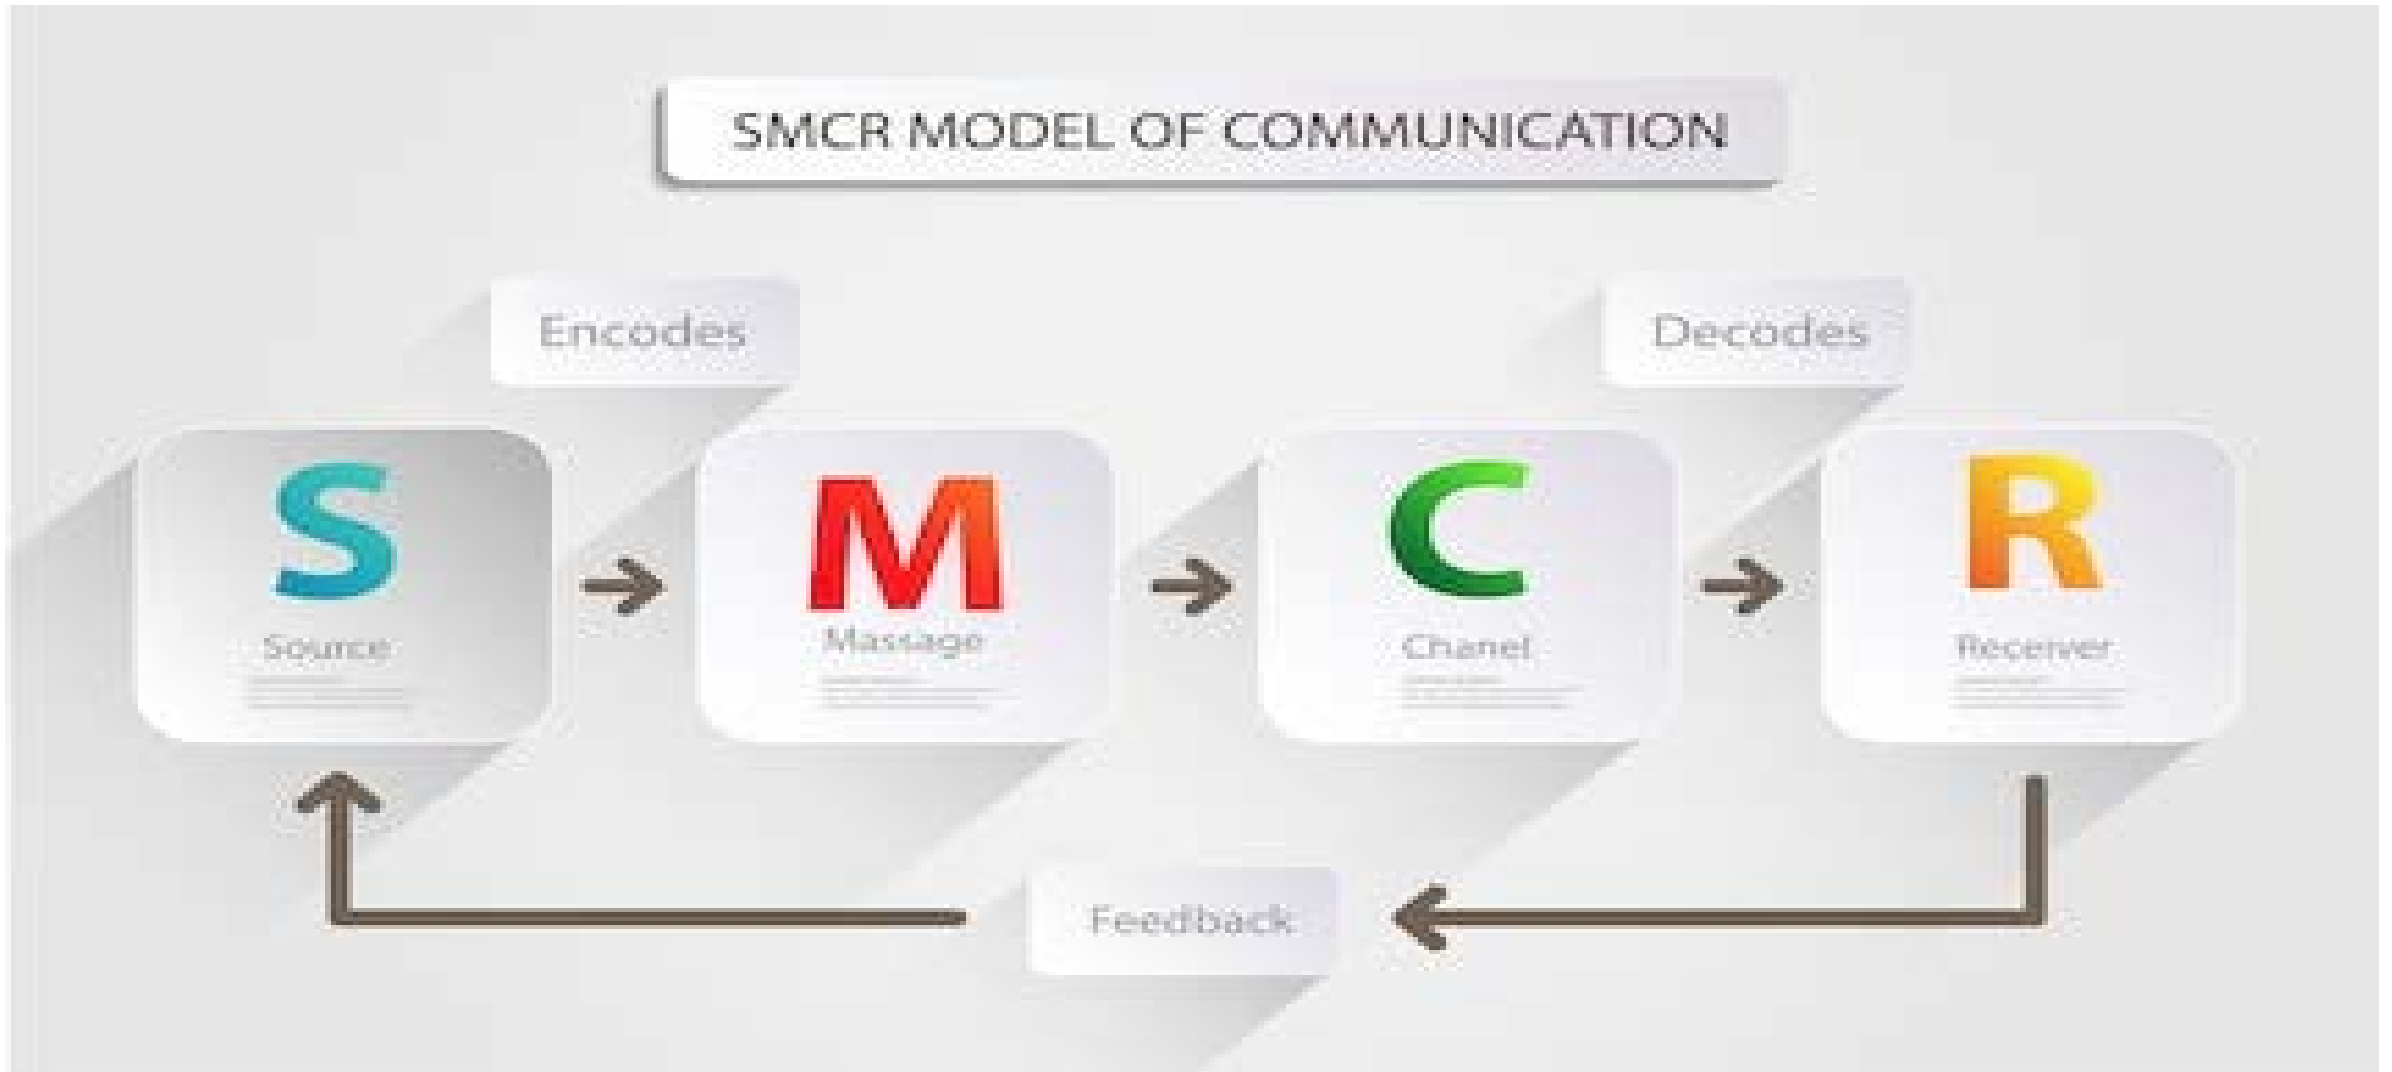 SMCR MODEL OF COMMUNICATION
Encodes
Decodes
S
Source
M
Massage
C
Chanel
R
Receiver
Feedback